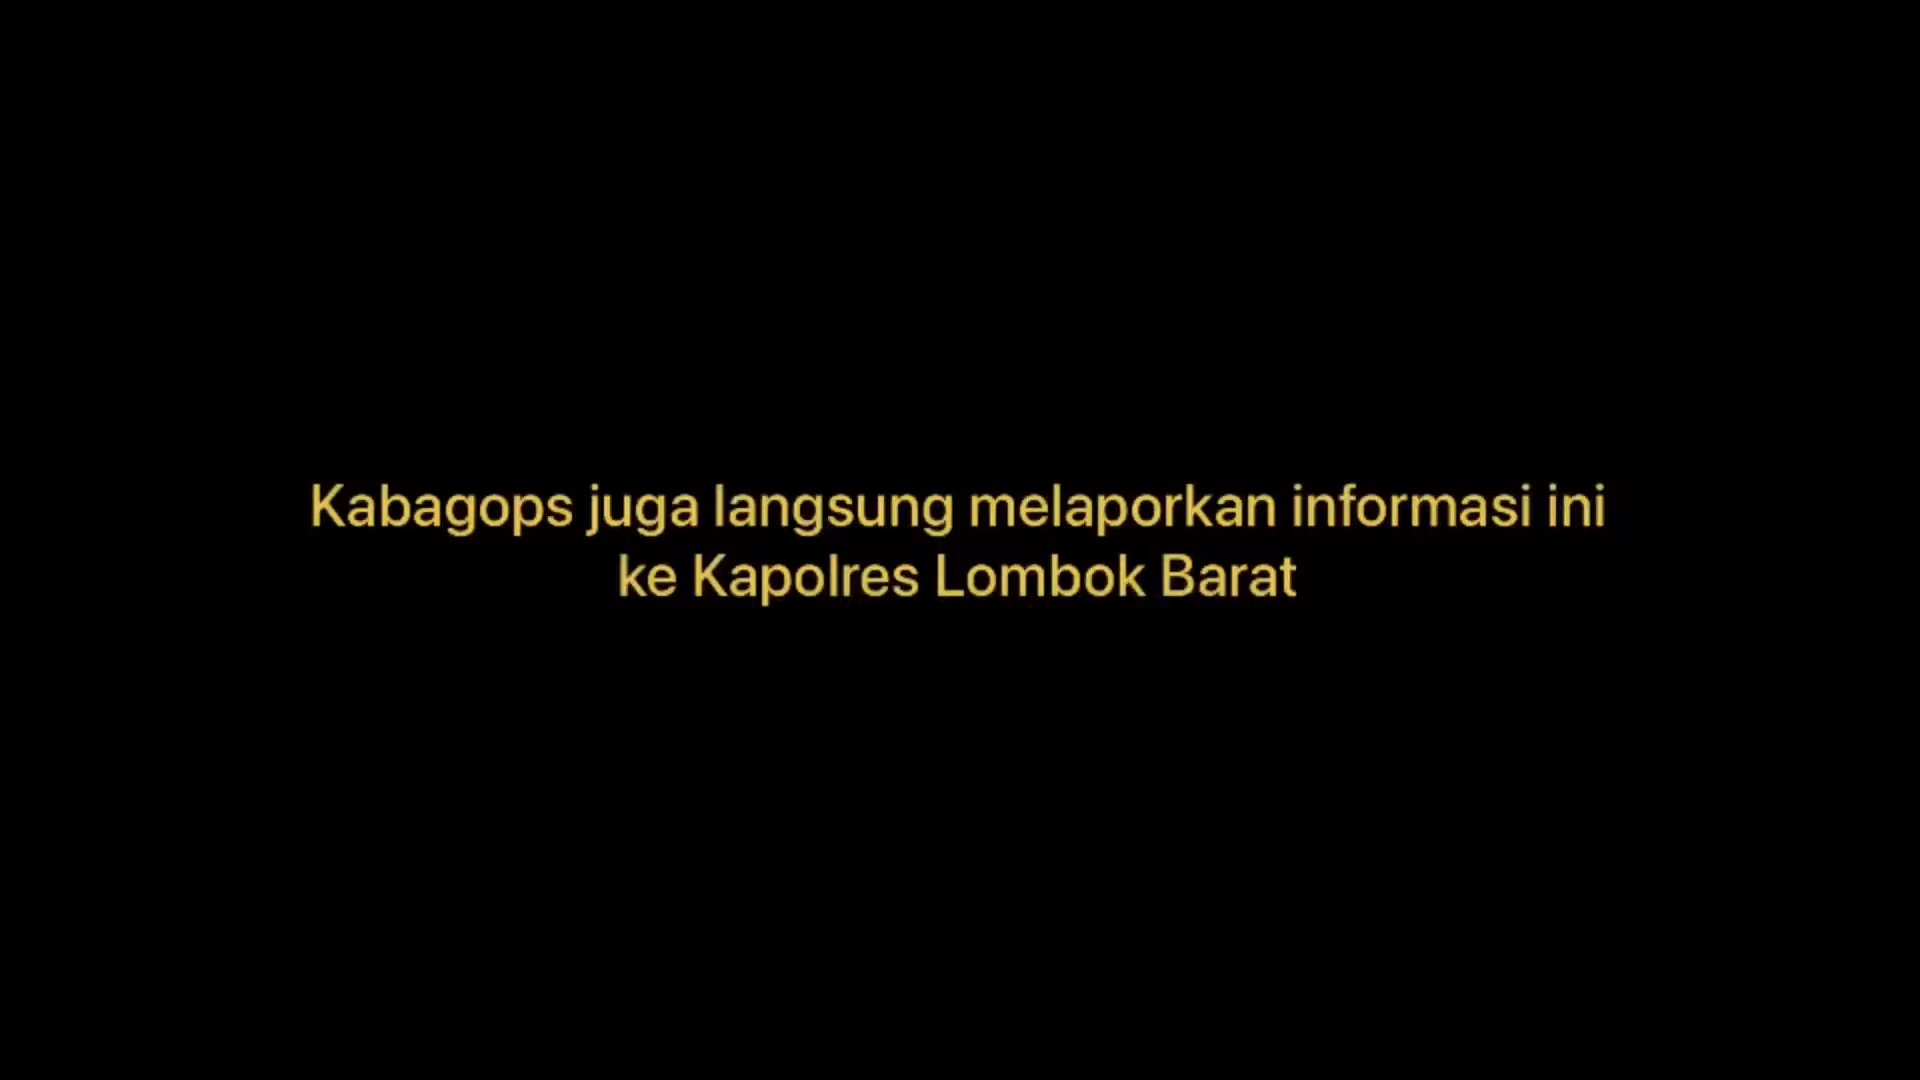 Kabagops juga langsung melaporkan informasi ini
ke Kapolres Lombok Barat